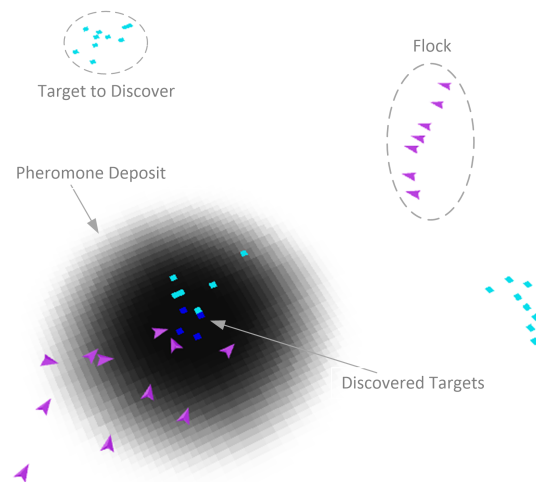 Flock
Target to Discover
Pheromone Deposit
Discovered Targets